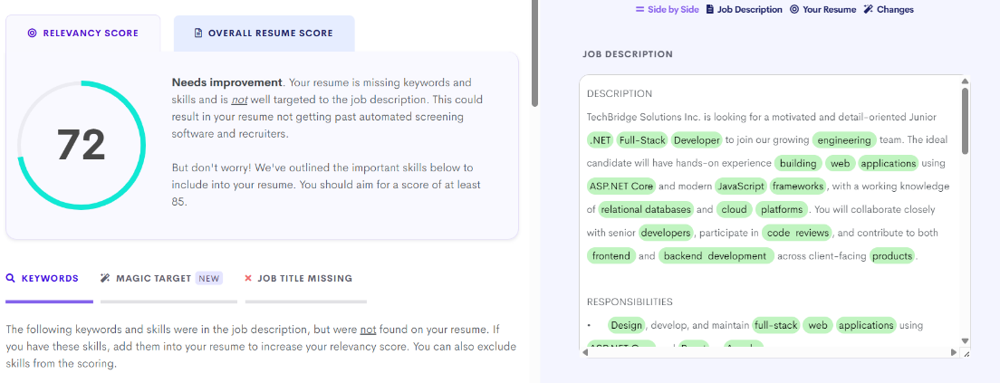 RELEVANCY SCORE
OVERALL RESUME SCORE
72
Needs improvement. Your resume is missing keywords and
skills and is not well targeted to the job description. This could
result in your resume not getting past automated screening
software and recruiters.
But don't worry! We've outlined the important skills below to
include into your resume. You should aim for a score of at least
85.
KEYWORDS
MAGIC TARGET NEW
JOB TITLE MISSING
The following keywords and skills were in the job description, but were not found on your resume. If
you have these skills, add them into your resume to increase your relevancy score. You can also exclude
skills from the scoring.
Side by Side Job Description Your Resume Changes
JOB DESCRIPTION
DESCRIPTION
TechBridge Solutions Inc. is looking for a motivated and detail-oriented Junior
.NET Full-Stack Developer to join our growing engineering team. The ideal
candidate will have hands-on experience building web applications using
ASP.NET Core and modern JavaScript frameworks, with a working knowledge
of relational databases and cloud platforms. You will collaborate closely
with senior developers, participate in code reviews, and contribute to both
frontend and backend development across client-facing products.
RESPONSIBILITIES
• Design, develop, and maintain full-stack web applications using